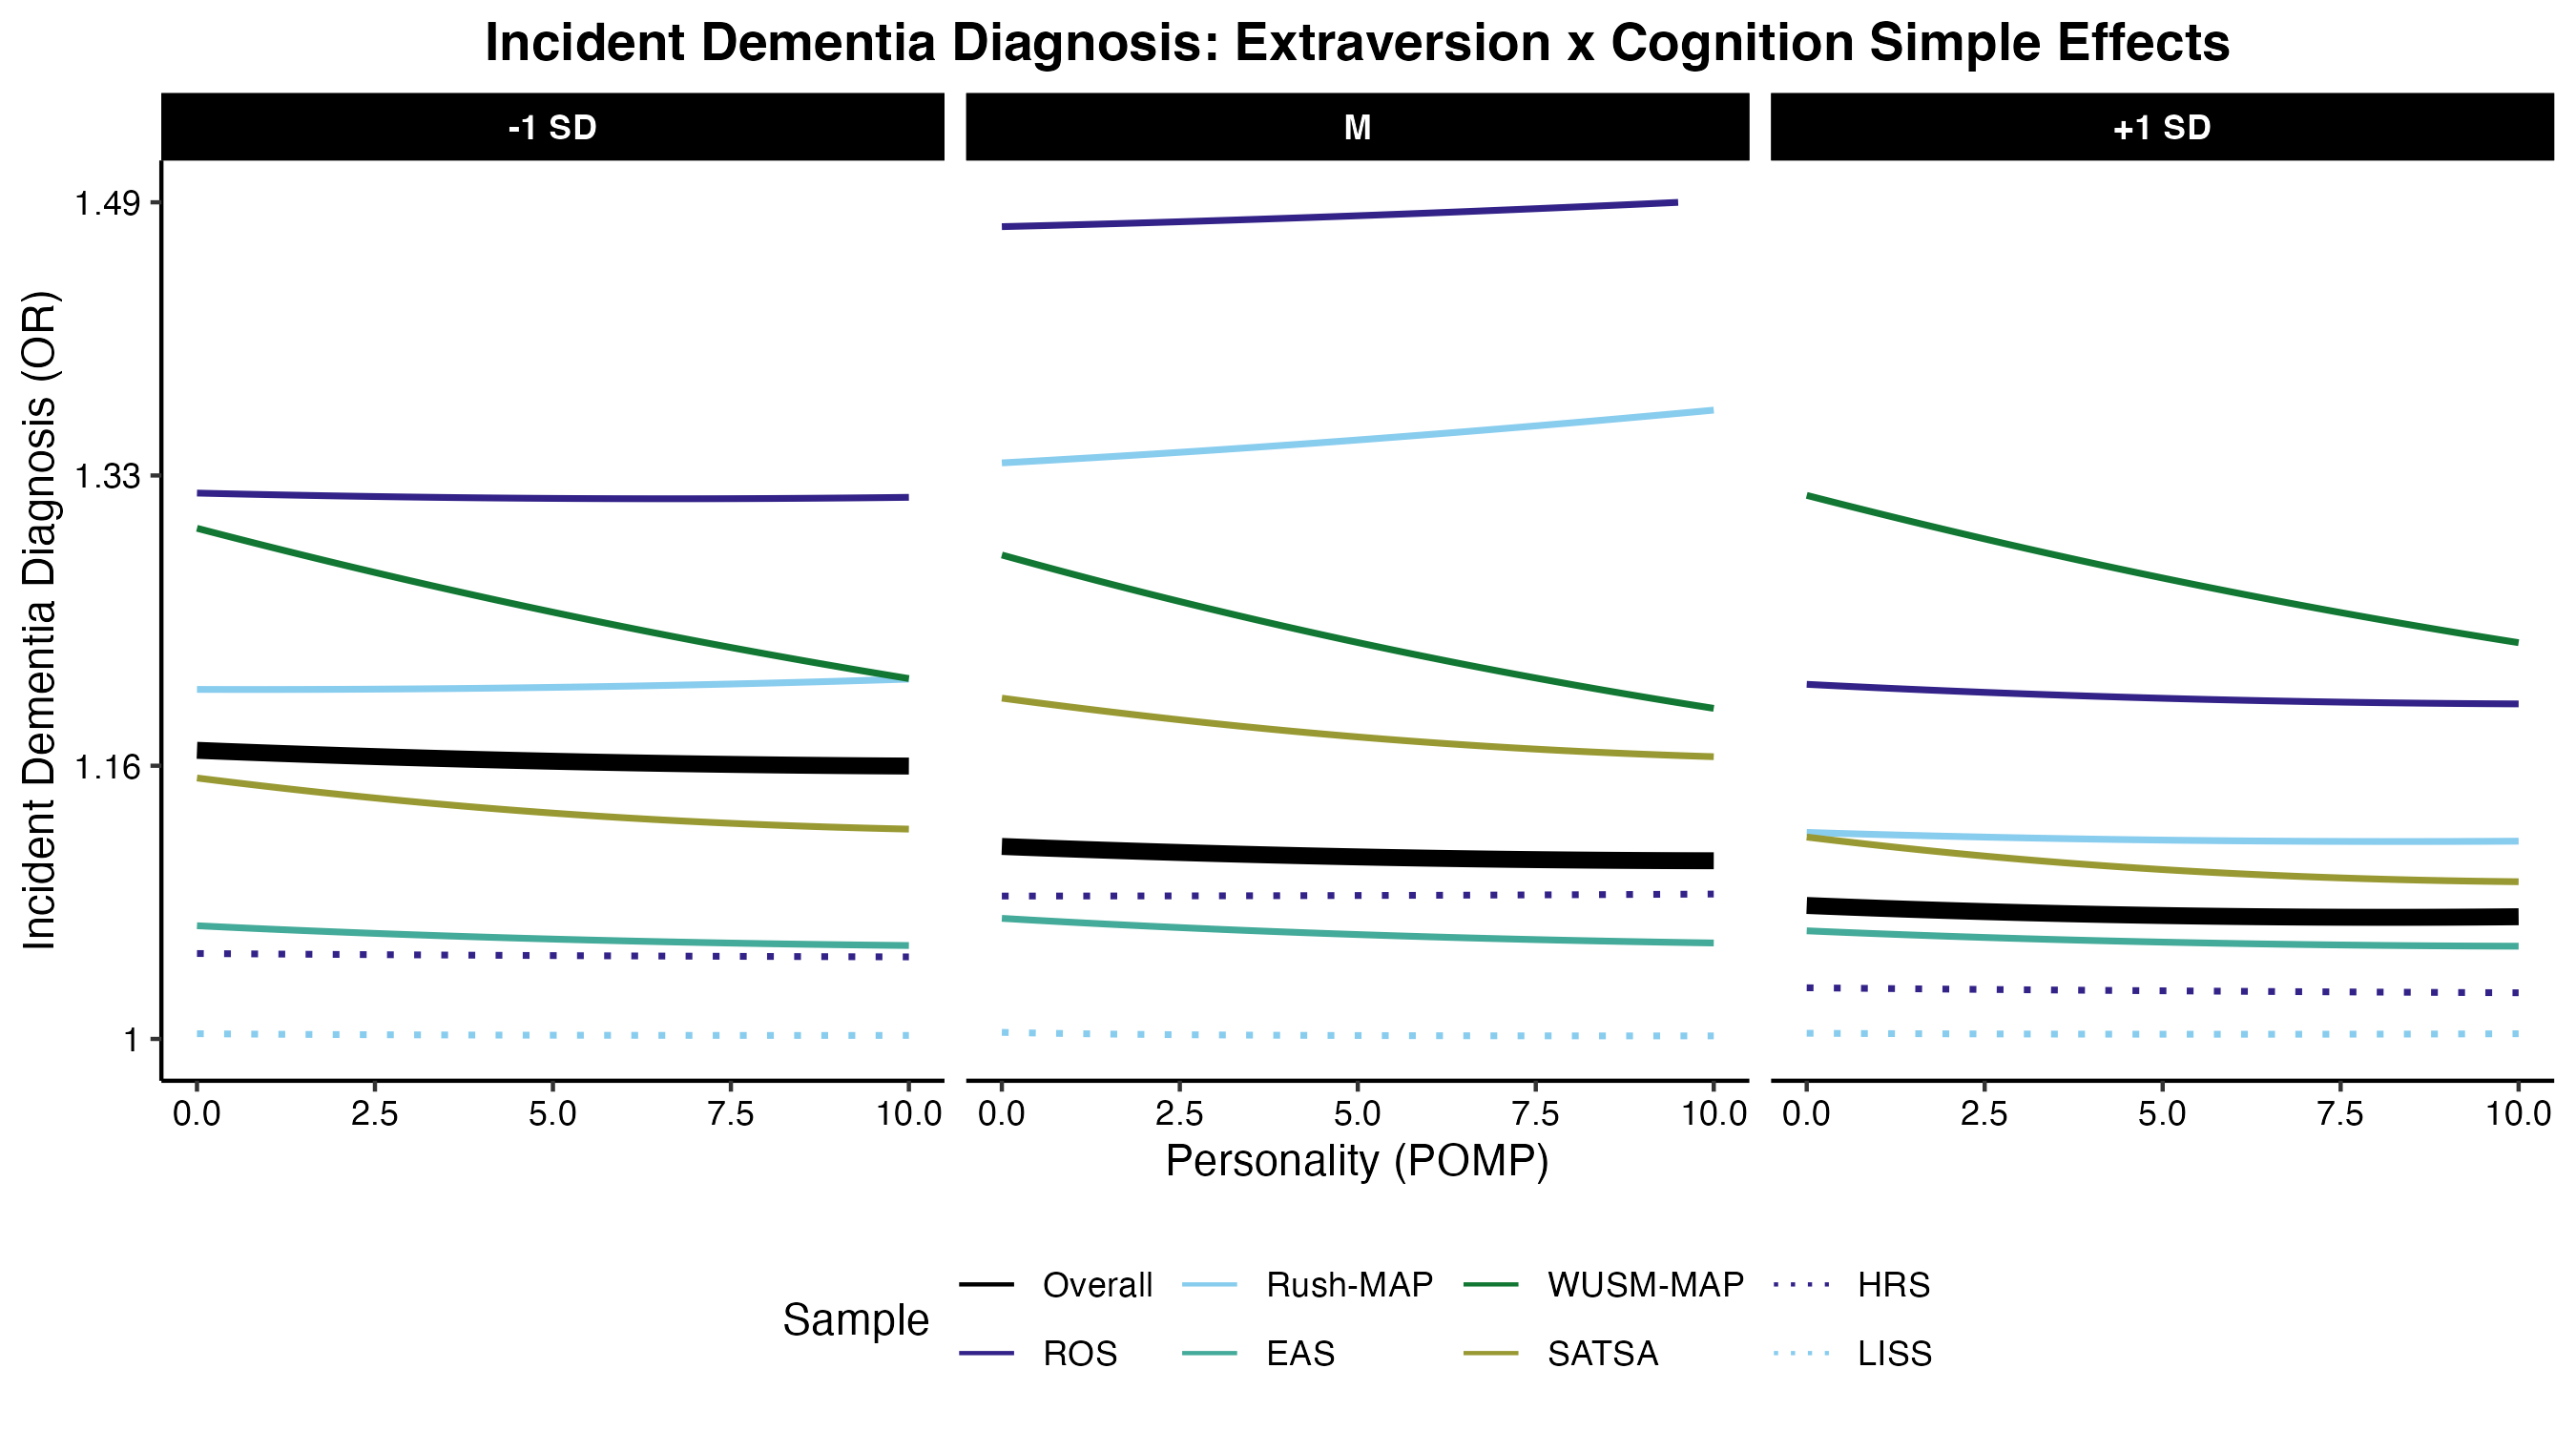 Incident Dementia Diagnosis: Extraversion x Cognition Simple Effects
-1 SD
M
+1 SD
Incident Dementia Diagnosis (OR)
1.49
1.33
1.16
1
0.0 2.5 5.0 7.5 10.0
0.0 2.5 5.0 7.5 10.0
0.0 2.5 5.0 7.5 10.0
Personality (POMP)
Sample
Overall Rush-MAP WUSM-MAP HRS
ROS EAS SATSA LISS